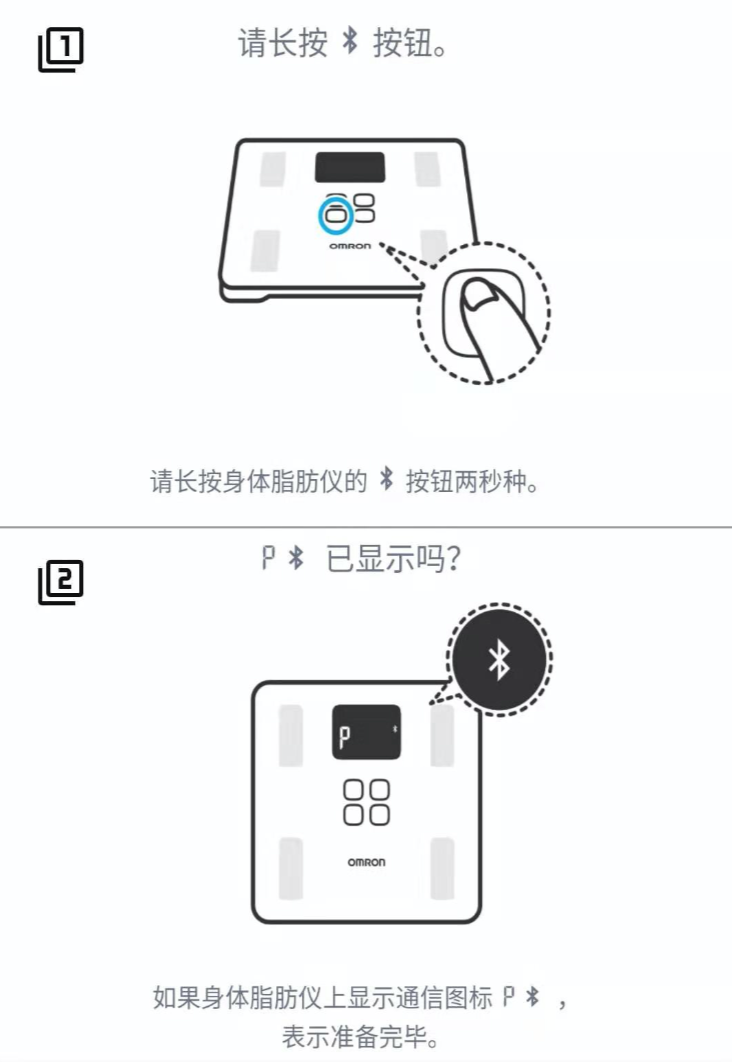 1
请长按 按钮。
OMRON
请长按身体脂肪仪的 按钮两秒种。
2
P 已显示吗？
P
OMRON
如果身体脂肪仪上显示通信图标 P ，
表示准备完毕。